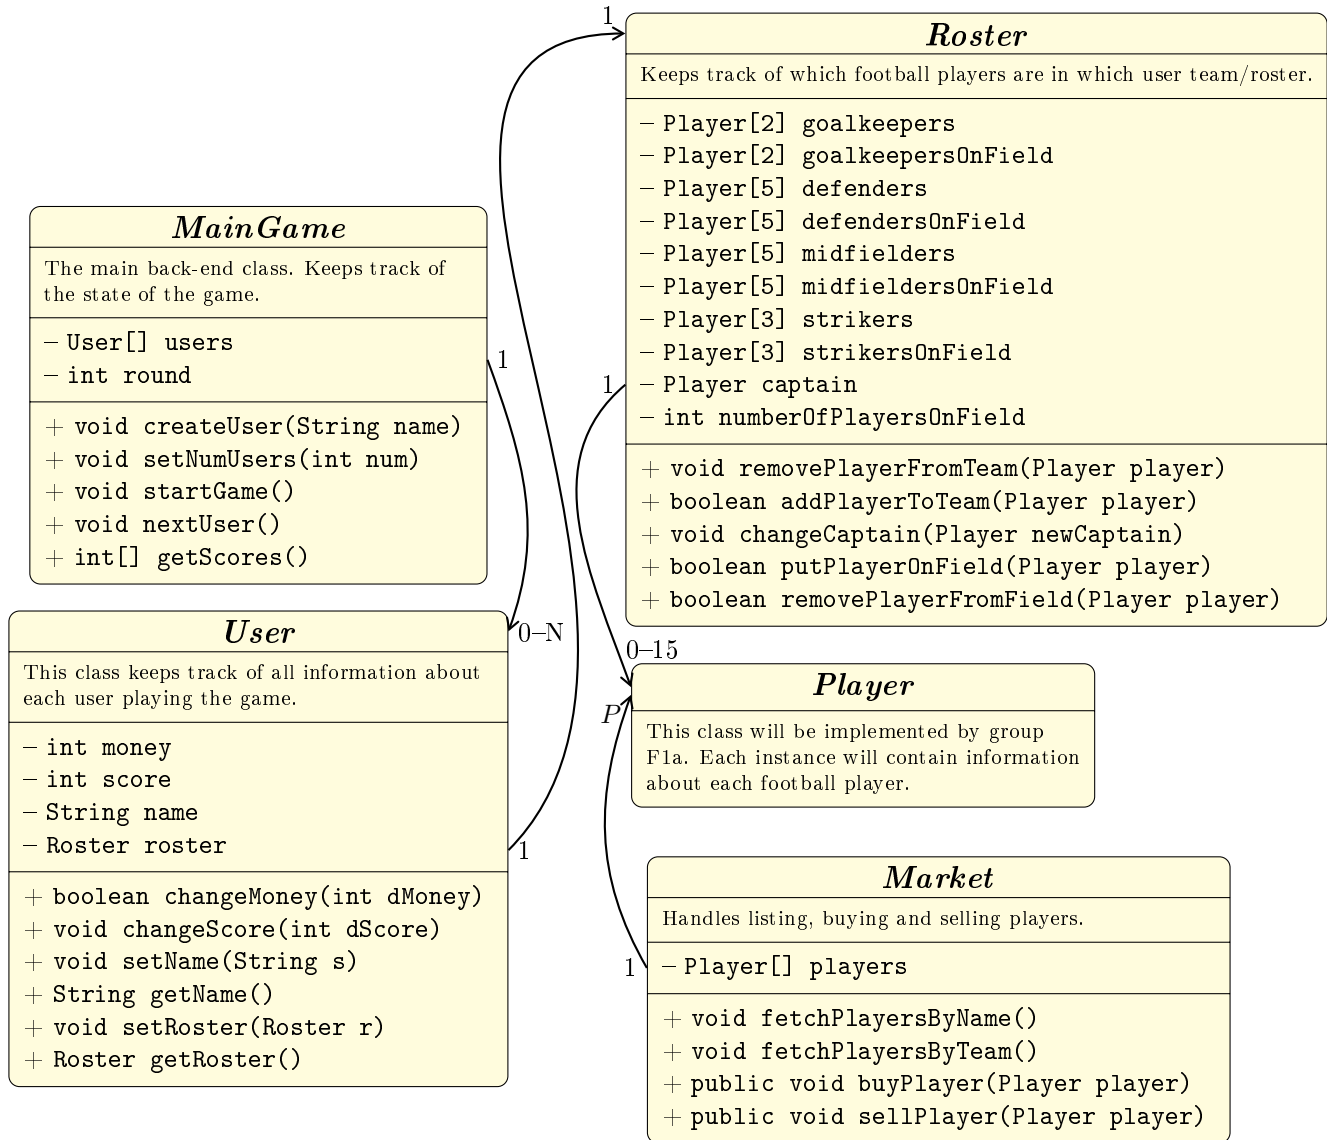 1
Roster
Keeps track of which football players are in which user team/roster.
– Player[2] goalkeepers
– Player[2] goalkeepersOnField
– Player[5] defenders
– Player[5] defendersOnField
– Player[5] midfielders
– Player[5] midfieldersOnField
– Player[3] strikers
– Player[3] strikersOnField
1
– Player captain
– int numberOfPlayersOnField
+ void removePlayerFromTeam(Player player)
+ boolean addPlayerToTeam(Player player)
+ void changeCaptain(Player newCaptain)
+ boolean putPlayerOnField(Player player)
+ boolean removePlayerFromField(Player player)
MainGame
The main back-end class. Keeps track of
the state of the game.
– User[] users
– int round
1
+ void createUser(String name)
+ void setNumUsers(int num)
+ void startGame()
+ void nextUser()
+ int[] getScores()
User
0–N
This class keeps track of all information about
each user playing the game.
– int money
– int score
– String name
– Roster roster
1
+ boolean changeMoney(int dMoney)
+ void changeScore(int dScore)
+ void setName(String s)
+ String getName()
+ void setRoster(Roster r)
+ Roster getRoster()
0–15
Player
P
This class will be implemented by group
F1a. Each instance will contain information
about each football player.
Market
Handles listing, buying and selling players.
1
– Player[] players
+ void fetchPlayersByName()
+ void fetchPlayersByTeam()
+ public void buyPlayer(Player player)
+ public void sellPlayer(Player player)